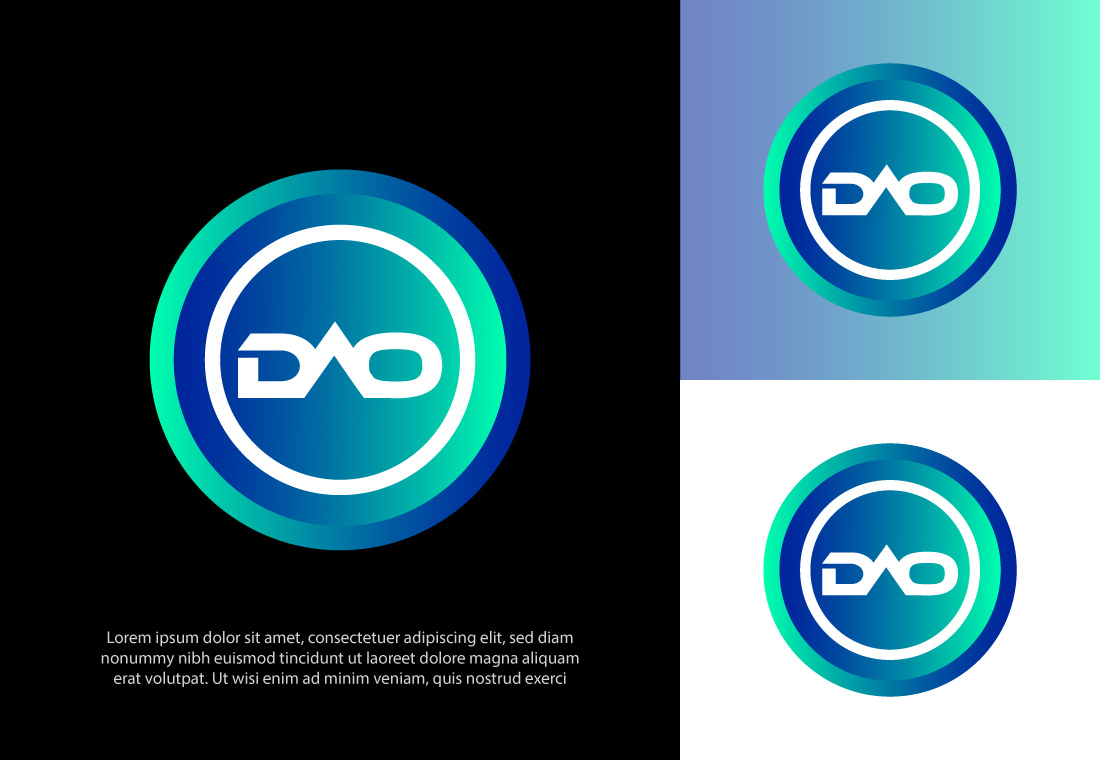 DAO
Lorem ipsum dolor sit amet, consectetuer adipiscing elit, sed diam
nonummy nibh euismod tincidunt ut laoreet dolore magna aliquam
erat volutpat. Ut wisi enim ad minim veniam, quis nostrud exerci
DAO
DAO